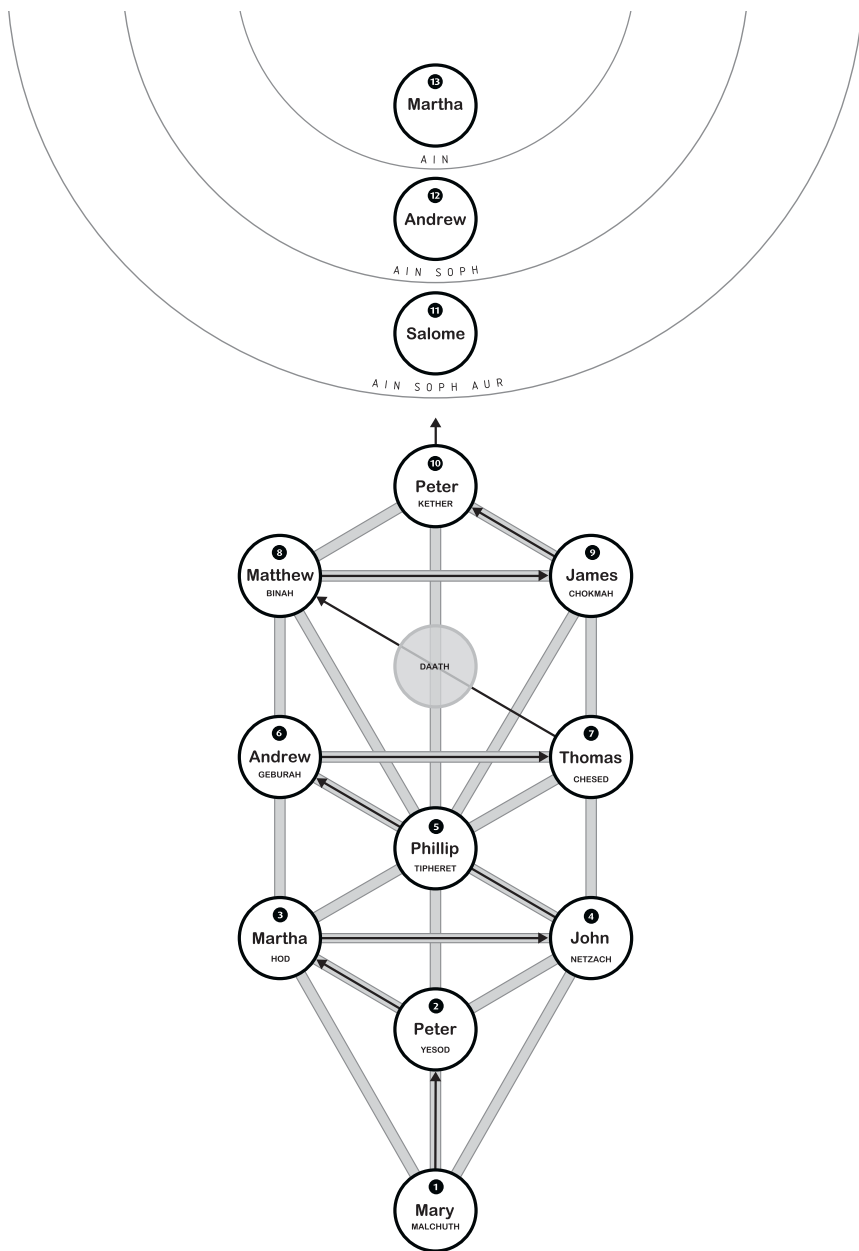 13
Martha
AIN
12
Andrew
AIN SOPH
11
Salome
AIN SOPH AUR
10
Peter
KETHER
8
Matthew
BINAH
9
James
CHOKMAH
DAATH
6
Andrew
GEBURAH
7
Thomas
CHESED
5
Phillip
TIPHERET
3
Martha
HOD
4
John
NETZACH
2
Peter
YESOD
1
Mary
MALCHUTH